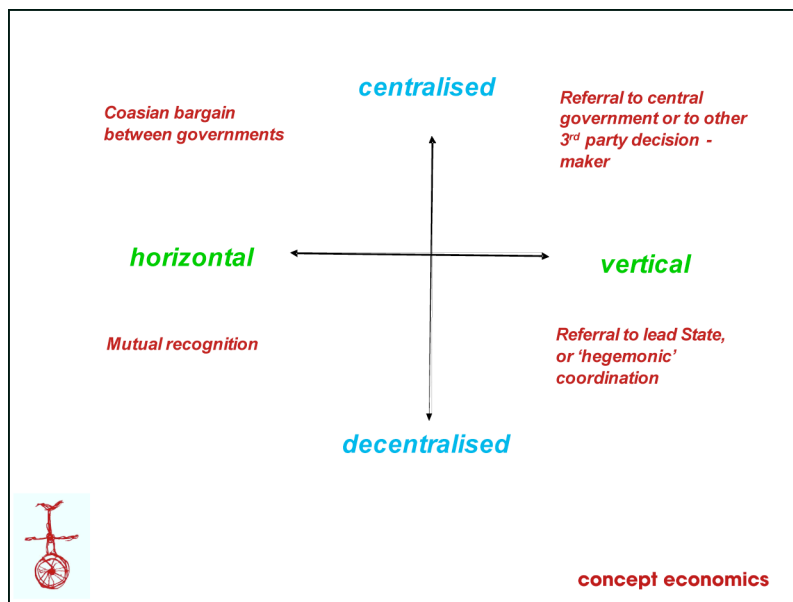 centralised
Coasian bargain
between governments
Referral to central
government or to other
3rd party decision -
maker
horizontal
vertical
Mutual recognition
Referral to lead State,
or ‘hegemonic’
coordination
decentralised
concept economics